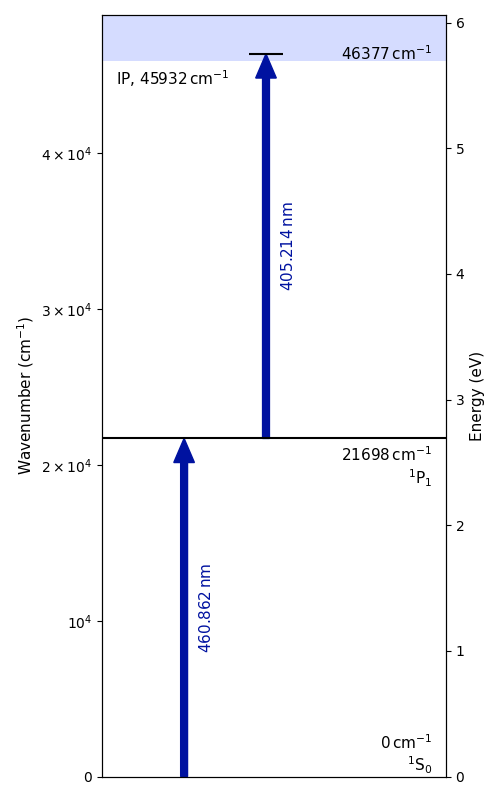 46377 cm⁻¹
IP, 45932 cm⁻¹
405.214 nm
21698 cm⁻¹
¹P₁
460.862 nm
0 cm⁻¹
¹S₀
Wavenumber (cm⁻¹)
4 × 10⁴
3 × 10⁴
2 × 10⁴
10⁴
0
Energy (eV)
6
5
4
3
2
1
0